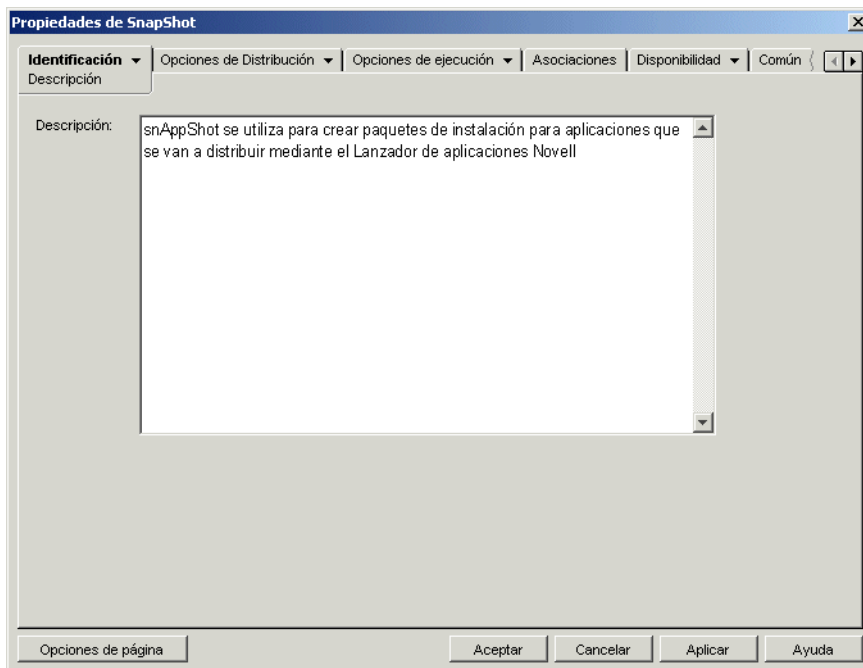 Propiedades de SnapShot
Identificación Opciones de Distribución Opciones de ejecución Asociaciones Disponibilidad Común
Descripción
Descripción:
snAppShot se utiliza para crear paquetes de instalación para aplicaciones que
se van a distribuir mediante el Lanzador de aplicaciones Novell
Opciones de página Aceptar Cancelar Aplicar Ayuda